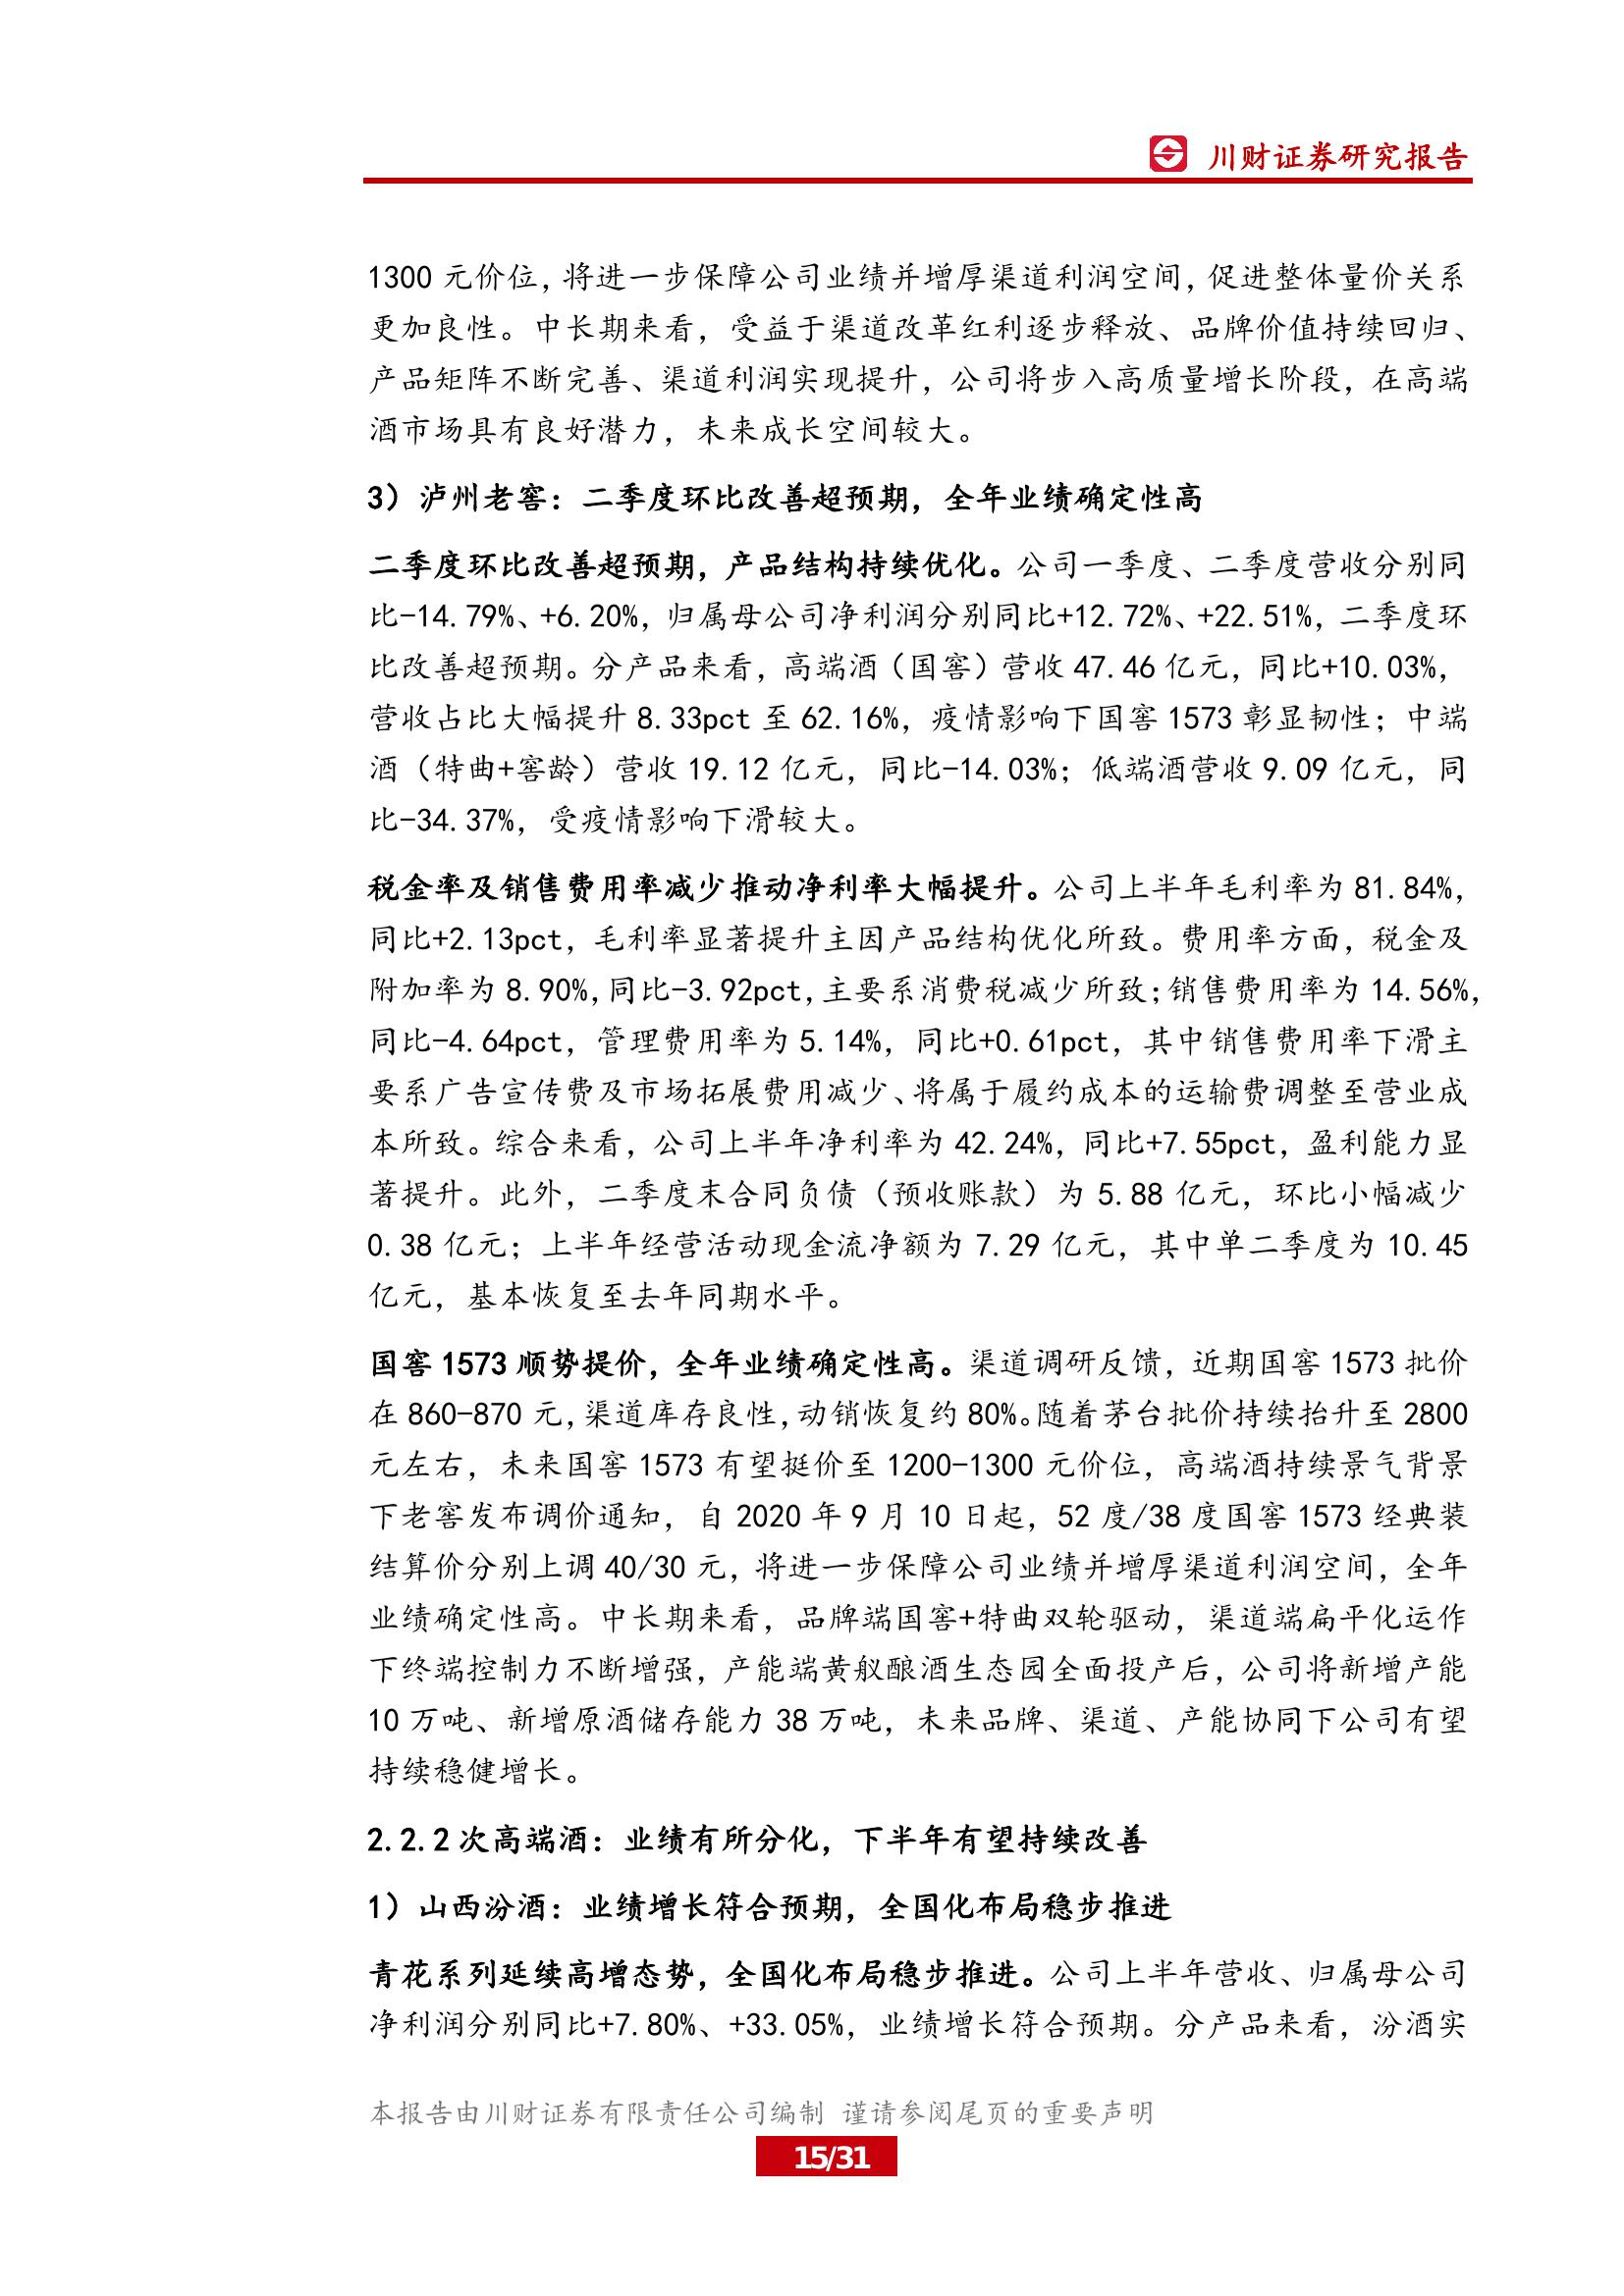 川财证券研究报告
1300 元价位，将进一步保障公司业绩并增厚渠道利润空间，促进整体量价关系
更加良性。中长期来看，受益于渠道改革红利逐步释放、品牌价值持续回归、
产品矩阵不断完善、渠道利润实现提升，公司将步入高质量增长阶段，在高端
酒市场具有良好潜力，未来成长空间较大。
3）泸州老窖：二季度环比改善超预期，全年业绩确定性高
二季度环比改善超预期，产品结构持续优化。公司一季度、二季度营收分别同
比-14.79%、+6.20%，归属母公司净利润分别同比+12.72%、+22.51%，二季度环
比改善超预期。分产品来看，高端酒（国窖）营收 47.46 亿元，同比+10.03%，
营收占比大幅提升 8.33pct 至 62.16%，疫情影响下国窖 1573 彰显韧性；中端
酒（特曲+窖龄）营收 19.12 亿元，同比-14.03%；低端酒营收 9.09 亿元，同
比-34.37%，受疫情影响下滑较大。
税金率及销售费用率减少推动净利率大幅提升。公司上半年毛利率为 81.84%，
同比+2.13pct，毛利率显著提升主因产品结构优化所致。费用率方面，税金及
附加率为 8.90%，同比-3.92pct，主要系消费税减少所致；销售费用率为 14.56%，
同比-4.64pct，管理费用率为 5.14%，同比+0.61pct，其中销售费用率下滑主
要系广告宣传费及市场拓展费用减少、将属于履约成本的运输费调整至营业成
本所致。综合来看，公司上半年净利率为 42.24%，同比+7.55pct，盈利能力显
著提升。此外，二季度末合同负债（预收账款）为 5.88 亿元，环比小幅减少
0.38 亿元；上半年经营活动现金流净额为 7.29 亿元，其中单二季度为 10.45
亿元，基本恢复至去年同期水平。
国窖 1573 顺势提价，全年业绩确定性高。渠道调研反馈，近期国窖 1573 批价
在 860-870 元，渠道库存良性，动销恢复约 80%。随着茅台批价持续抬升至 2800
元左右，未来国窖 1573 有望挺价至 1200-1300 元价位，高端酒持续景气背景
下老窖发布调价通知，自 2020 年 9 月 10 日起，52 度/38 度国窖 1573 经典装
结算价分别上调 40/30 元，将进一步保障公司业绩并增厚渠道利润空间，全年
业绩确定性高。中长期来看，品牌端国窖+特曲双轮驱动，渠道端扁平化运作
下终端控制力不断增强，产能端黄舣酿酒生态园全面投产后，公司将新增产能
10 万吨、新增原酒储存能力 38 万吨，未来品牌、渠道、产能协同下公司有望
持续稳健增长。
2.2.2 次高端酒：业绩有所分化，下半年有望持续改善
1）山西汾酒：业绩增长符合预期，全国化布局稳步推进
青花系列延续高增态势，全国化布局稳步推进。公司上半年营收、归属母公司
净利润分别同比+7.80%、+33.05%，业绩增长符合预期。分产品来看，汾酒实
本报告由川财证券有限责任公司编制 谨请参阅尾页的重要声明
15/31